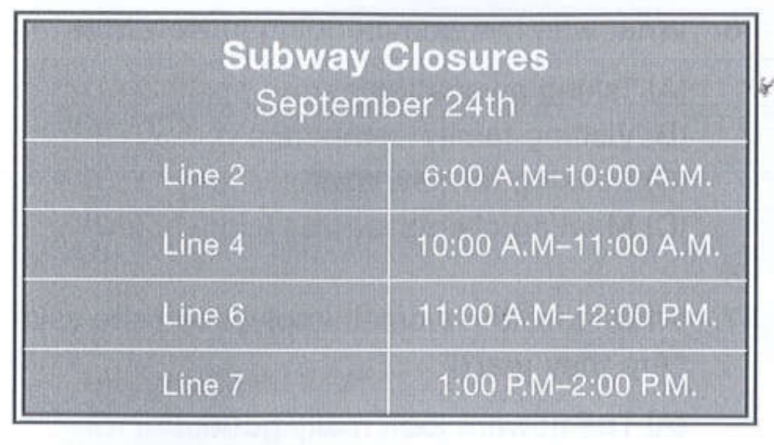 Subway Closures
September 24th
Line 2 6:00 A.M–10:00 A.M.
Line 4 10:00 A.M–11:00 A.M.
Line 6 11:00 A.M–12:00 P.M.
Line 7 1:00 P.M–2:00 P.M.